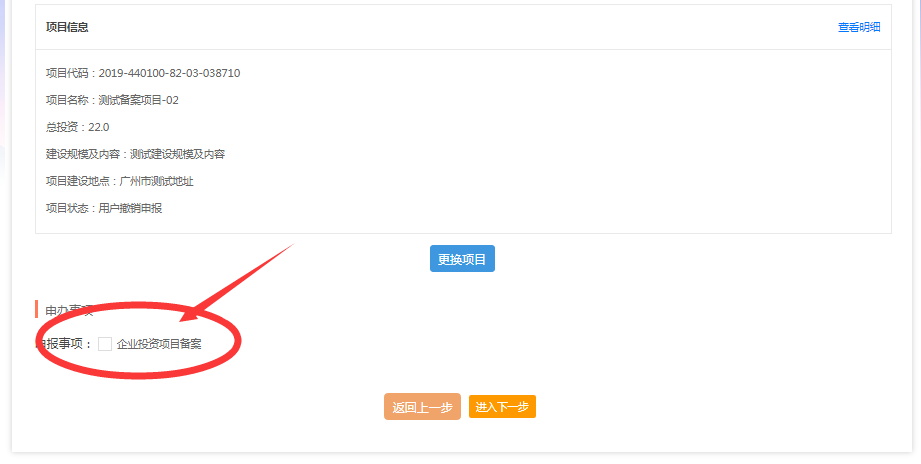 项目信息 查看明细
项目代码：2019-440100-82-03-038710
项目名称：测试备案项目-02
总投资：22.0
建设规模及内容：测试建设规模及内容
项目建设地点：广州市测试地址
项目状态：用户撤销申报
更换项目
申办事项
申报事项： 企业投资项目备案
返回上一步 进入下一步